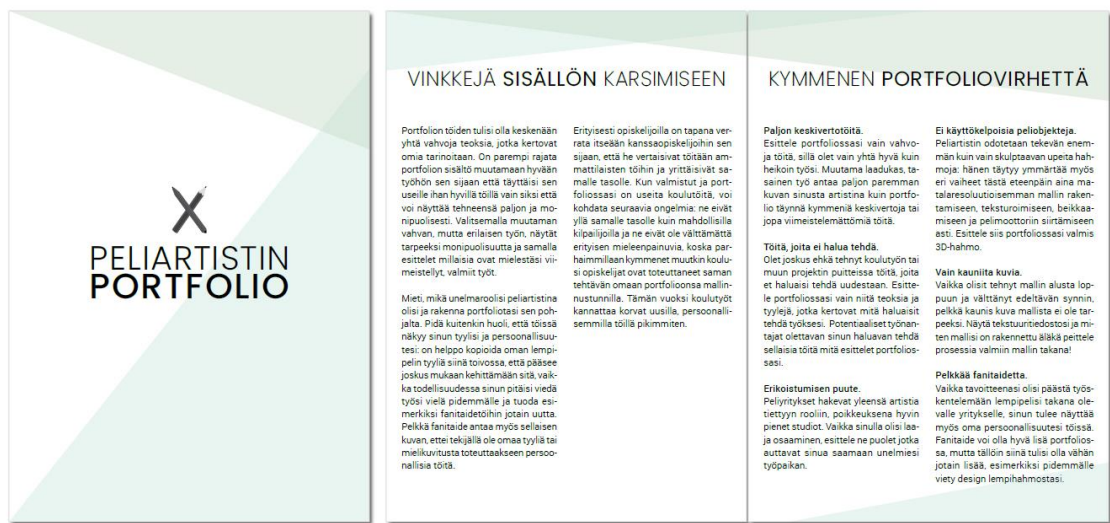 PELIARTISTIN
PORTFOLIO
VINKKEJÄ SISÄLLÖN KARSIMISEEN
Portfolion töiden tulisi olla keskenään
yhtä vahvoja teoksia, jotka kertovat
omia tarinoitaan. On parempi rajata
portfolion sisältö muutamaan hyvään
työhön sen sijaan että täyttäisi sen
useille ihan hyvillä töillä vain siksi että
voi näyttää tehneensä paljon ja mo-
nipuolisesti. Valitsemalla muutaman
vahvan, mutta erilaisen työn, näytät
tarpeeksi monipuolisuutta ja samalla
esittelet millaisia ovat mielestäsi vii-
meistellyt, valmiit työt.
Mieti, mikä unelmaroolisi peliartistina
olisi ja rakenna portfoliotasi sen poh-
jalta. Pidä kuitenkin huoli, että töissä
näkyy sinun tyylisi ja persoonallisuu-
tesi: on helppo kopioida oman lempi-
pelin tyyliä siinä toivossa, että pääsee
joskus mukaan kehittämään sitä, vaik-
ka todellisuudessa sinun pitäisi viedä
työsi vielä pidemmälle ja tuoda esi-
merkiksi fanitaidetöihin jotain uutta.
Pelkkä fanitaide antaa myös sellaisen
kuvan, ettei tekijällä ole omaa tyyliä tai
mielikuvitusta toteuttaakseen persoo-
nallisia töitä.
Erityisesti opiskelijoilla on tapana ver-
rata itseään kanssaopiskelijoihin sen
sijaan, että he vertaisivat töitään am-
mattilaisten töihin ja yrittäisivät sa-
malle tasolle. Kun valmistut ja port-
foliossasi on useita koulutöitä, voi
kohdata seuraavia ongelmia: ne eivät
yllä samalle tasolle kuin mahdollisilla
kilpailijoilla ja ne eivät ole välttämättä
erityisen mieleenpainuvia, koska par-
haimmillaan kymmenet muutkin koulu-
si opiskelijat ovat toteuttaneet saman
tehtävän omaan portfolioonsa mallin-
nustunnilla. Tämän vuoksi koulutyöt
kannattaa korvat uusilla, persoonalli-
semmilla töillä pikimmiten.
KYMMENEN PORTFOLIOVIRHETTÄ
Paljon keskivertotöitä.
Esittele portfoliossasi vain vahvo-
ja töitä, sillä olet vain yhtä hyvä kuin
heikoin työsi. Muutama laadukas, ta-
sainen työ antaa paljon paremman
kuvan sinusta artistina kuin portfo-
lio täynnä kymmeniä keskivertoja tai
jopa viimeistelemättömiä töitä.
Töitä, joita ei halua tehdä.
Olet joskus ehkä tehnyt koulutyön tai
muun projektin puitteissa töitä, joita
et haluaisi tehdä uudestaan. Esitte-
le portfoliossasi vain niitä teoksia ja
tyylejä, jotka kertovat mitä haluaisit
tehdä työksesi. Potentiaaliset työnan-
tajat olettavan sinun haluavan tehdä
sellaisia töitä mitä esittelet portfolios-
sasi.
Erikoistumisen puute.
Peliyritykset hakevat yleensä artistia
tiettyyn rooliin, poikkeuksena hyvin
pienet studiot. Vaikka sinulla olisi laa-
ja osaaminen, esittele ne puolet jotka
auttavat sinua saamaan unelmiesi
työpaikan.
Ei käyttökelpoisia peliobjekteja.
Peliartistin odotetaan tekevän enem-
män kuin vain skulptaavan upeita hah-
moja: hänen täytyy ymmärtää myös
eri vaiheet tästä eteenpäin aina ma-
talaresoluutioisemman mallin raken-
tamiseen, teksturoimiseen, beikkaa-
miseen ja pelimoottoriin siirtämiseen
asti. Esittele siis portfoliossasi valmis
3D-hahmo.
Vain kauniita kuvia.
Vaikka olisit tehnyt mallin alusta lop-
puun ja välttänyt edeltävän synnin,
pelkkä kaunis kuva mallista ei ole tar-
peeksi. Näytä tekstuuritiedostosi ja mi-
ten mallisi on rakennettu äläkä peittele
prosessia valmiin mallin takana!
Pelkkää fanitaidetta.
Vaikka tavoitteenasi olisi päästä työs-
kentelemään lempipelisi takana ole-
valle yritykselle, sinun tulee näyttää
myös oma persoonallisuutesi töissä.
Fanitaide voi olla hyvä lisä portfolios-
sa, mutta tällöin siinä tulisi olla vähän
jotain lisää, esimerkiksi pidemmälle
viety design lempihahmostasi.